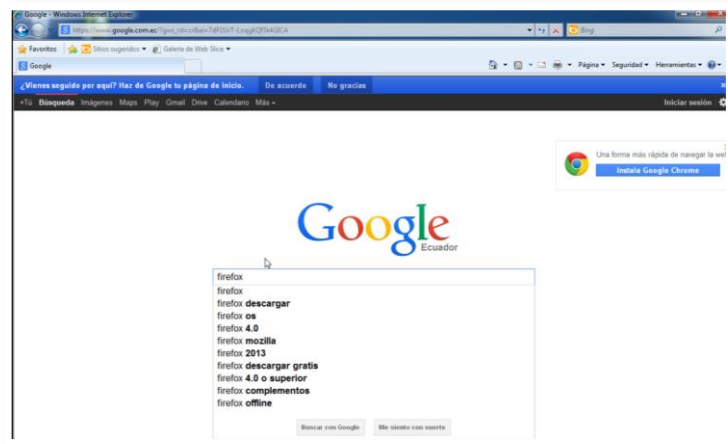 Google - Windows Internet Explorer
Bing
Favoritos Sitios sugeridos Galería de Web Slice
Google
Página Seguridad Herramientas
¿Vienes seguido por aquí? Haz de Google tu página de inicio. De acuerdo No gracias
+Tú Búsqueda Imágenes Maps Play Gmail Drive Calendario Más Iniciar sesión
Una forma más rápida de navegar la web
Instala Google Chrome
Google
Ecuador
firefox
firefox
firefox descargar
firefox os
firefox 4.0
firefox mozilla
firefox 2013
firefox descargar gratis
firefox 4.0 o superior
firefox complementos
firefox offline
Buscar con Google Me siento con suerte